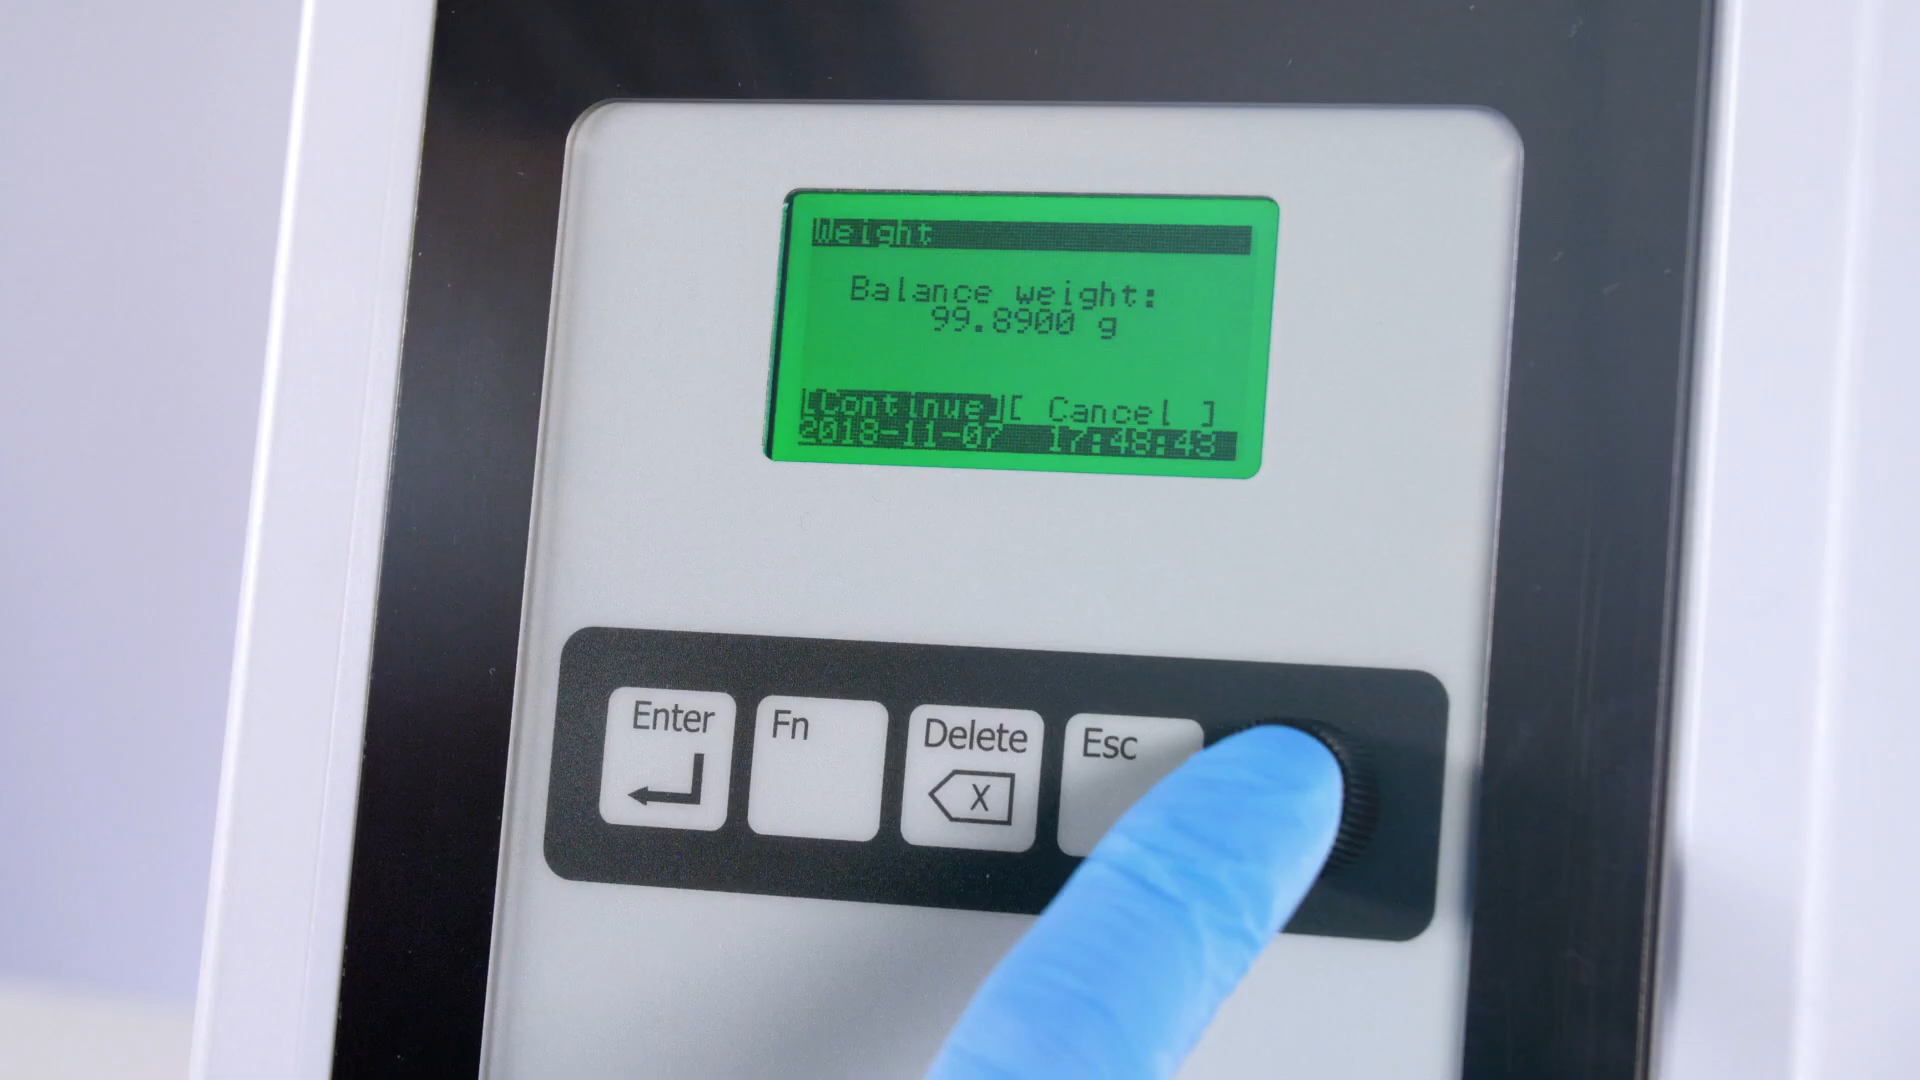 Weight
Balance weight:
99.8900 g
[Continue][ Cancel ]
2018-11-07 17:48:43
Enter
Fn
Delete
X
Esc